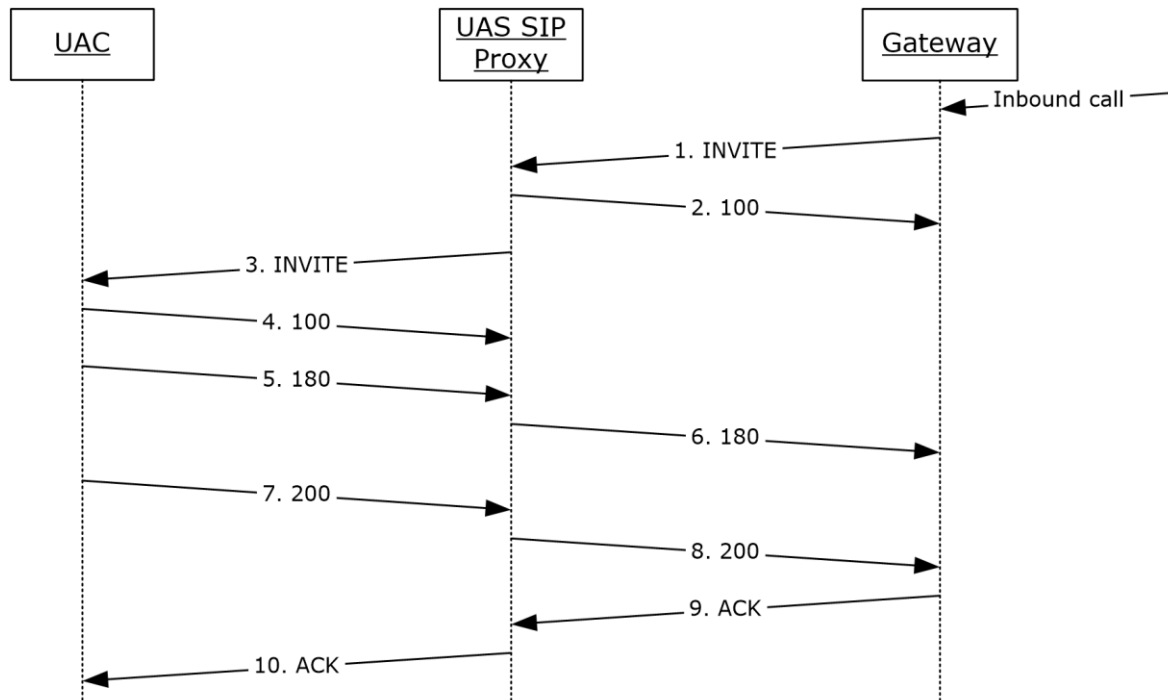 UAC
UAS SIP
Proxy
Gateway
Inbound call
1. INVITE
2. 100
3. INVITE
4. 100
5. 180
6. 180
7. 200
8. 200
9. ACK
10. ACK